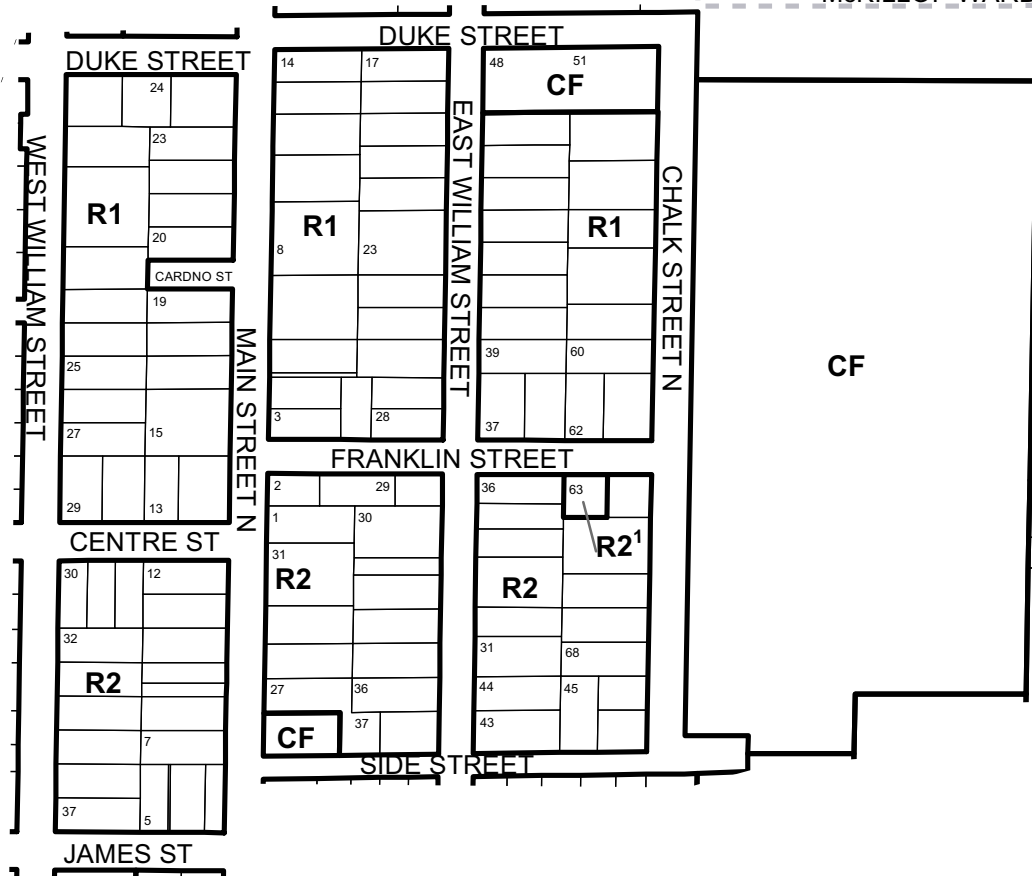 McKILLOP WARD
DUKE STREET
DUKE STREET
24
23
R1
20
CARDNO ST
19
25
27
15
29
13
WEST WILLIAM STREET
MAIN STREET N
14
17
R1
8
23
3
28
EAST WILLIAM STREET
48
51
CF
R1
39
60
37
62
CHALK STREET N
CF
FRANKLIN STREET
CENTRE ST
30
12
32
R2
7
37
5
2
29
1
30
31
R2
27
36
CF
37
36
63
R2¹
R2
31
68
44
45
43
SIDE STREET
JAMES ST